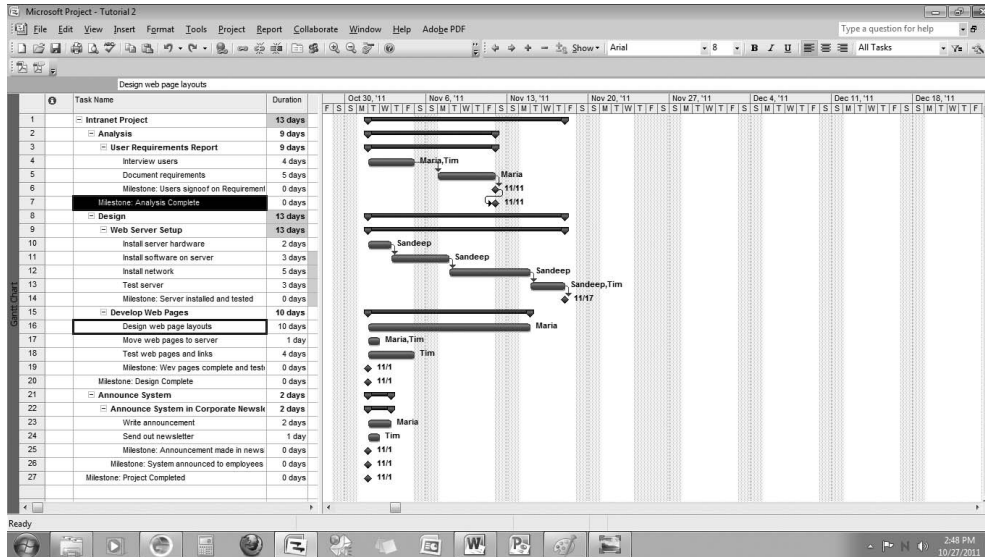 Microsoft Project - Tutorial 2
File Edit View Insert Format Tools Project Report Collaborate Window Help Adobe PDF
Type a question for help
Show Arial 8 B I U All Tasks
Design web page layouts
Task Name Duration Oct 30, '11 Nov 6, '11 Nov 13, '11 Nov 20, '11 Nov 27, '11 Dec 4, '11 Dec 11, '11 Dec 18, '11
F S S M T W T F S S M T W T F S S M T W T F S S M T W T F S S M T W T F S S M T W T F S S M T W T F S S M T W T F
1 Intranet Project 13 days
2 Analysis 9 days
3 User Requirements Report 9 days
4 Interview users 4 days Maria,Tim
5 Document requirements 5 days Maria
6 Milestone: Users signoof on Requirement 0 days 11/11
7 Milestone: Analysis Complete 0 days 11/11
8 Design 13 days
9 Web Server Setup 13 days
10 Install server hardware 2 days Sandeep
11 Install software on server 3 days Sandeep
12 Install network 5 days Sandeep
13 Test server 3 days Sandeep,Tim
14 Milestone: Server installed and tested 0 days 11/17
15 Develop Web Pages 10 days
16 Design web page layouts 10 days Maria
17 Move web pages to server 1 day Maria,Tim
18 Test web pages and links 4 days Tim
19 Milestone: Wev pages complete and test 0 days 11/1
20 Milestone: Design Complete 0 days 11/1
21 Announce System 2 days
22 Announce System in Corporate Newsle 2 days
23 Write announcement 2 days Maria
24 Send out newsletter 1 day Tim
25 Milestone: Announcement made in news 0 days 11/1
26 Milestone: System announced to employees 0 days 11/1
27 Milestone: Project Completed 0 days 11/1
Gantt Chart
Ready
2:48 PM
10/27/2011